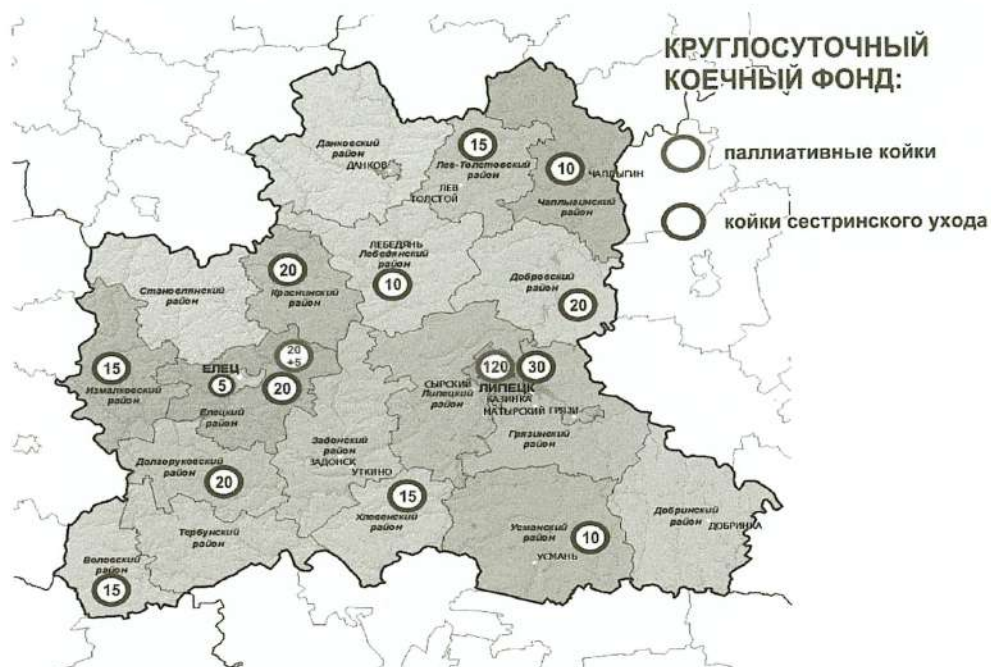 КРУГЛОСУТОЧНЫЙ
КОЕЧНЫЙ ФОНД:
паллиативные койки
койки сестринского ухода
Данковский
район
ДАНКОВ
15
Лев-Толстовский
район
ЛЕВ
ТОЛСТОЙ
10
ЧАПЛЫГИН
Чаплыгинский
район
ЛЕБЕДЯНЬ
Лебедянский
район
10
20
Краснинский
район
Становлянский
район
Добровский
район
20
15
Измалковский
район
ЕЛЕЦ
5
20
+5
20
Елецкий
район
120
30
ЛИПЕЦК
КАЗИНКА
МАТЫРСКИЙ
ГРЯЗИ
СЫРСКИЙ
Липецкий
район
Грязинский
район
Задонский
район
ЗАДОНСК
УТКИНО
Долгоруковский
район
20
15
Хлевенский
район
Тербунский
район
Воловский
район
15
Усманский
район
10
УСМАНЬ
Добринский
район
ДОБРИНКА